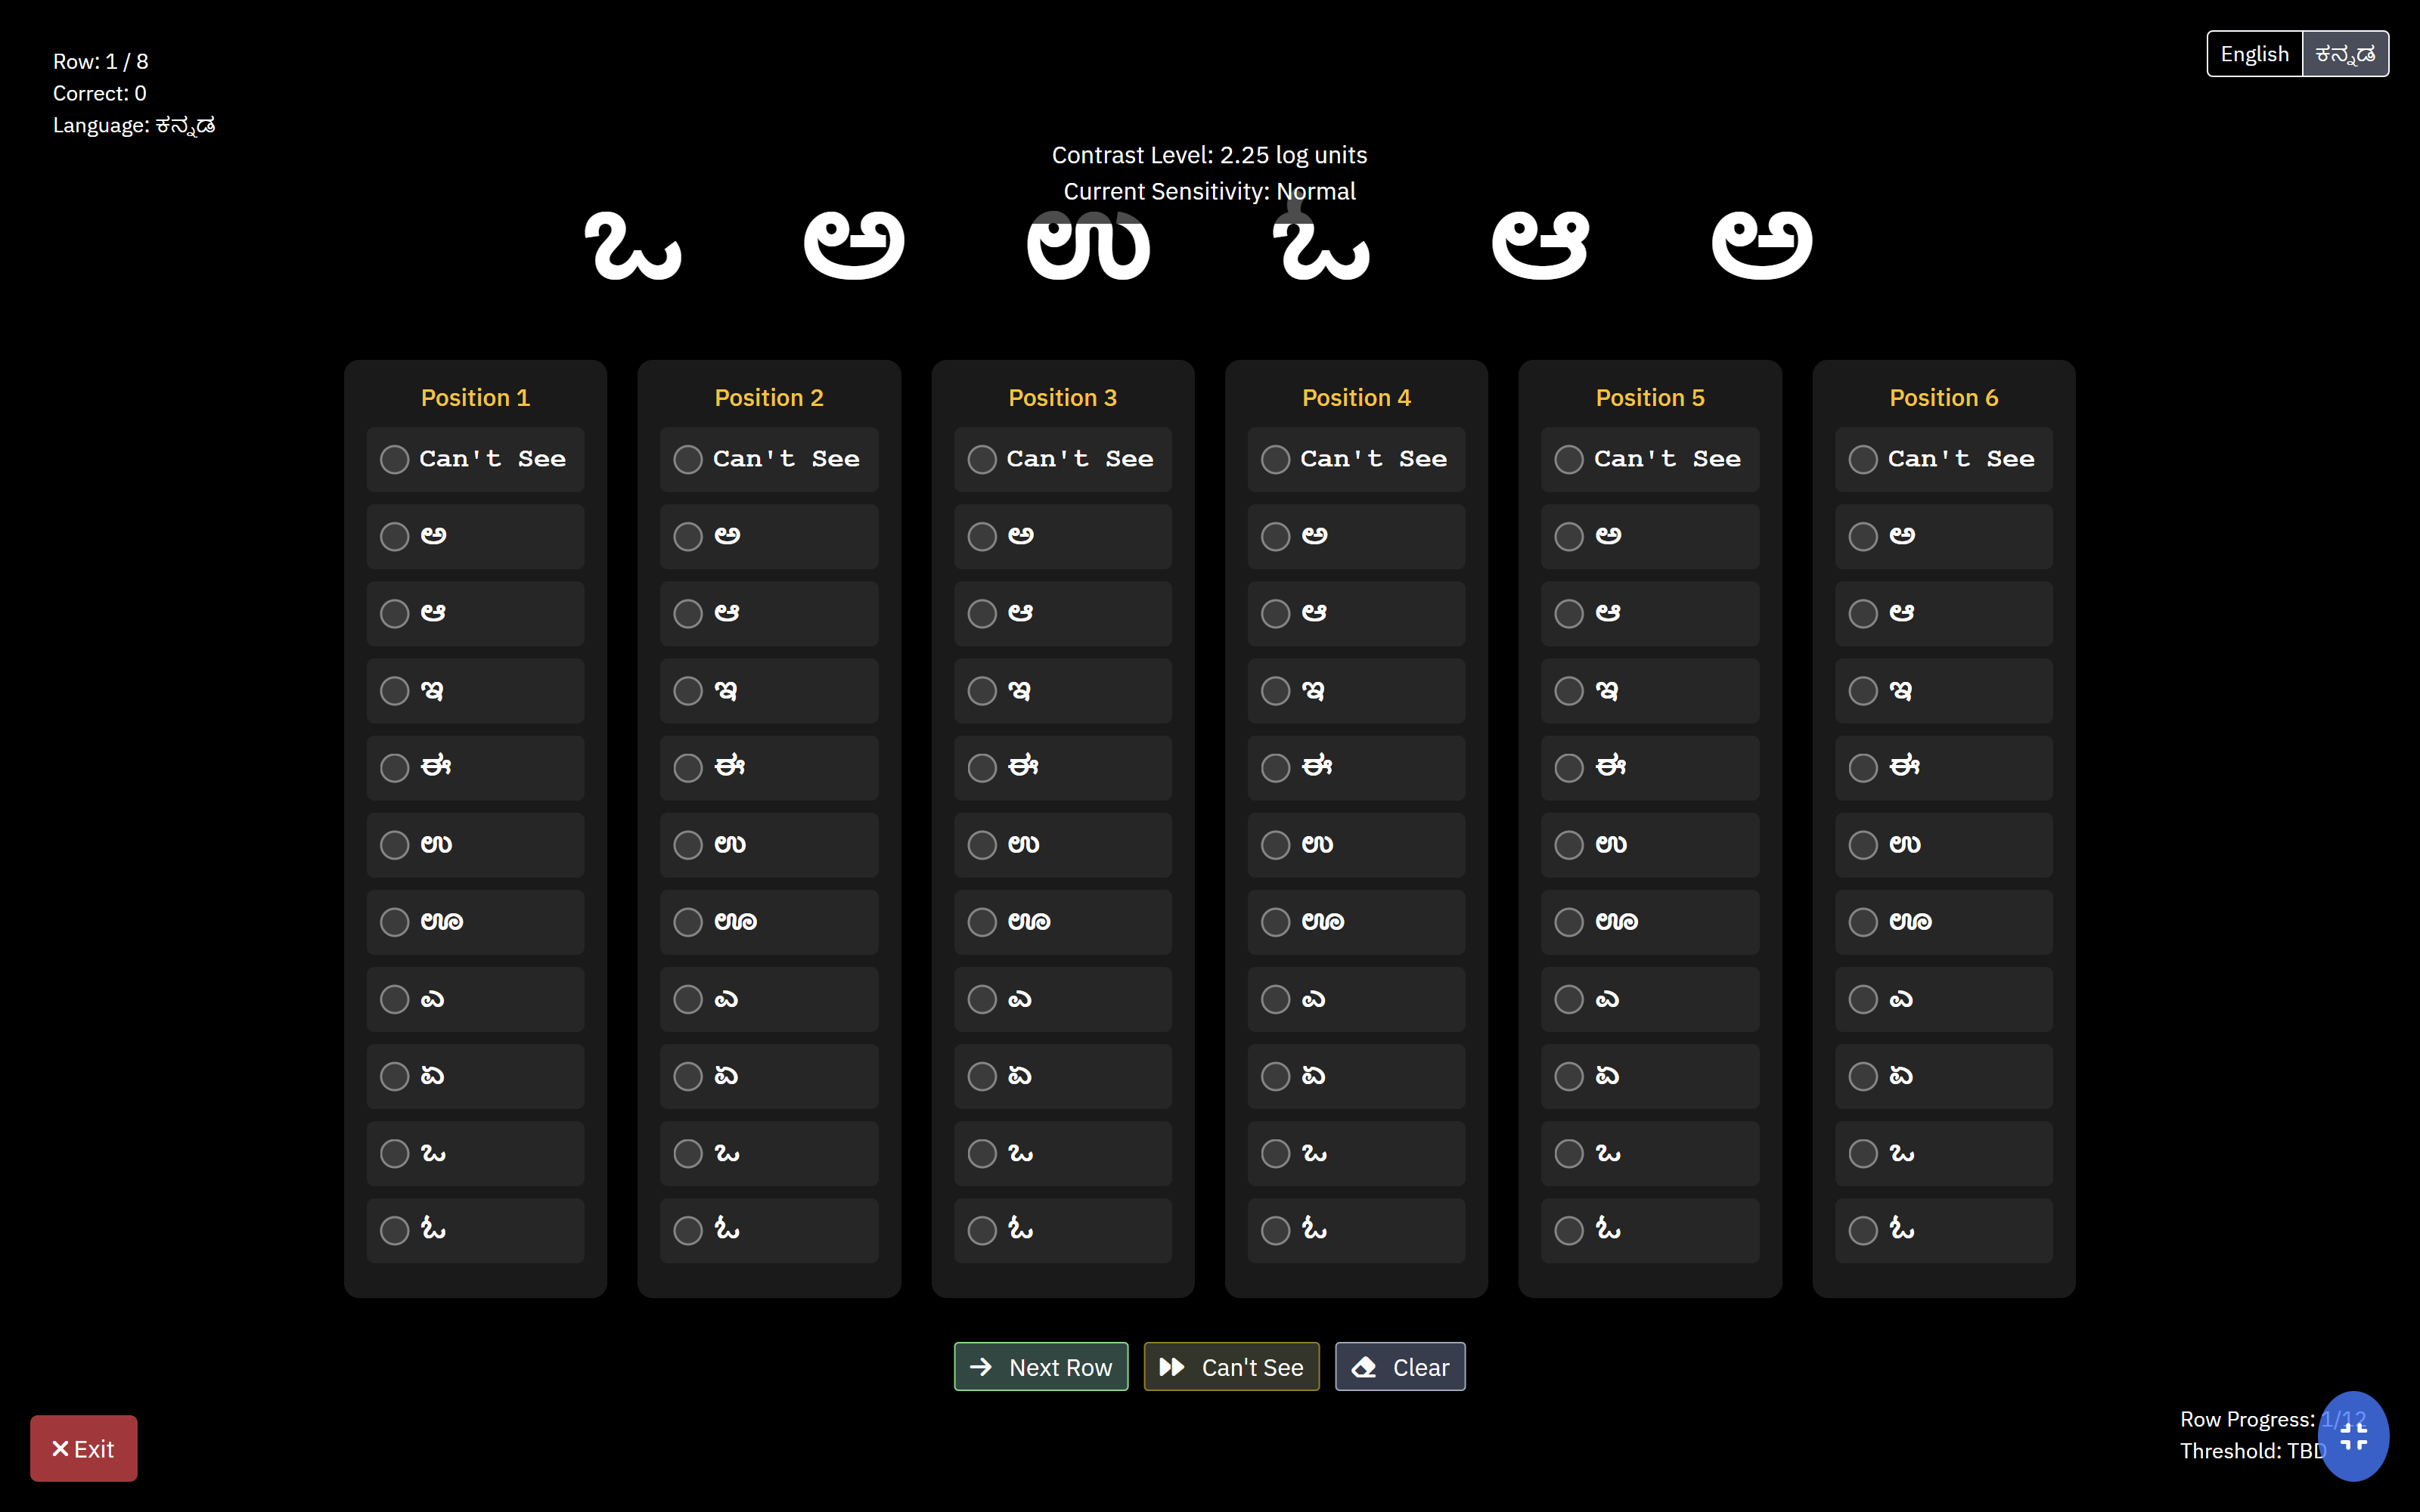 Row: 1 / 8
Correct: 0
Language: ಕನ್ನಡ
English ಕನ್ನಡ
Contrast Level: 2.25 log units
Current Sensitivity: Normal
ಒ ಅ ಉ ಓ ಆ ಅ
Position 1 Position 2 Position 3 Position 4 Position 5 Position 6
Can't See Can't See Can't See Can't See Can't See Can't See
ಅ ಅ ಅ ಅ ಅ ಅ
ಆ ಆ ಆ ಆ ಆ ಆ
ಇ ಇ ಇ ಇ ಇ ಇ
ಈ ಈ ಈ ಈ ಈ ಈ
ಉ ಉ ಉ ಉ ಉ ಉ
ಊ ಊ ಊ ಊ ಊ ಊ
ಎ ಎ ಎ ಎ ಎ ಎ
ಏ ಏ ಏ ಏ ಏ ಏ
ಒ ಒ ಒ ಒ ಒ ಒ
ಓ ಓ ಓ ಓ ಓ ಓ
Next Row Can't See Clear
Exit
Row Progress: 1/12
Threshold: TBD